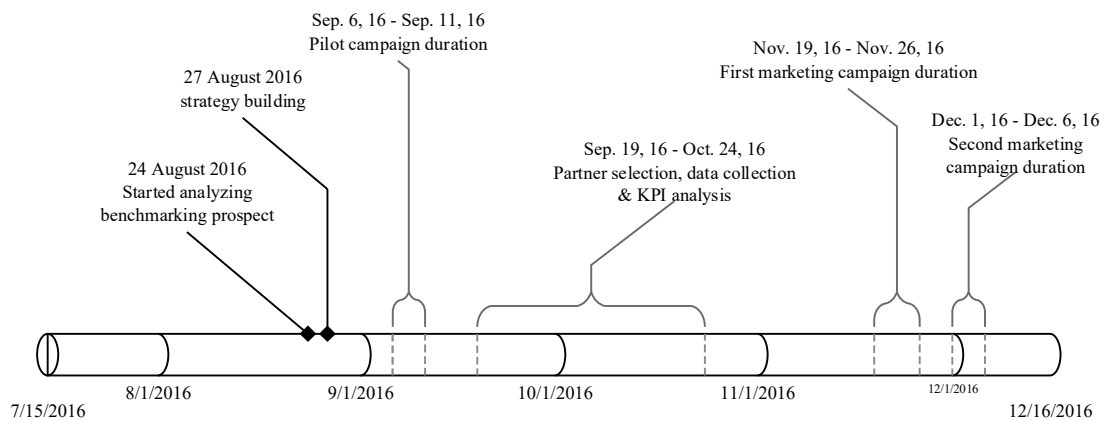 Sep. 6, 16 - Sep. 11, 16
Pilot campaign duration
27 August 2016
strategy building
24 August 2016
Started analyzing
benchmarking prospect
Sep. 19, 16 - Oct. 24, 16
Partner selection, data collection
& KPI analysis
Nov. 19, 16 - Nov. 26, 16
First marketing campaign duration
Dec. 1, 16 - Dec. 6, 16
Second marketing
campaign duration
7/15/2016
8/1/2016
9/1/2016
10/1/2016
11/1/2016
12/1/2016
12/16/2016